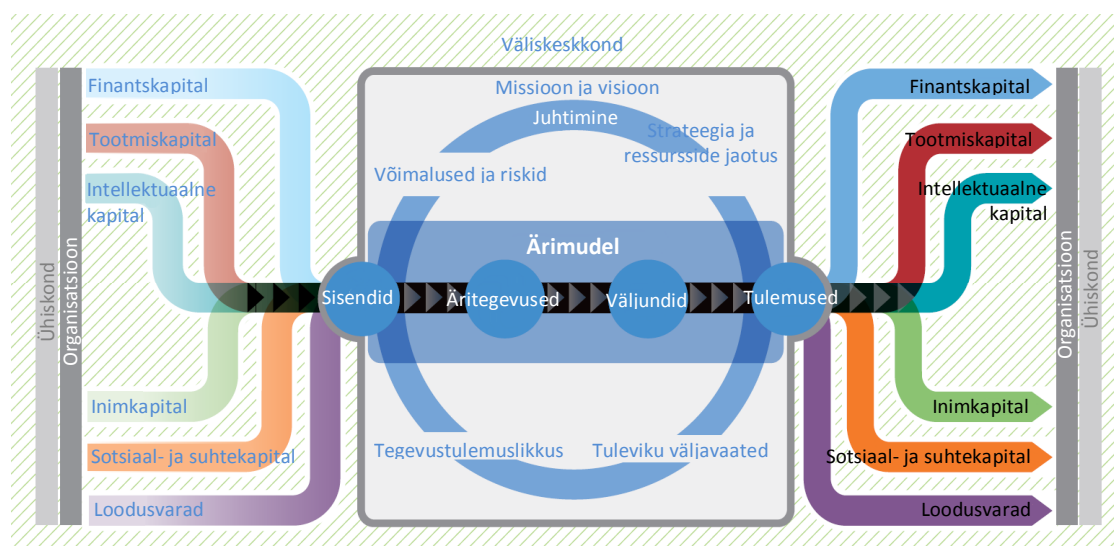 Väliskeskkond
Ühiskond
Organisatsioon
Finantskapital
Tootmiskapital
Intellektuaalne
kapital
Inimkapital
Sotsiaal- ja suhtekapital
Loodusvarad
Missioon ja visioon
Juhtimine
Strateegia ja
ressursside jaotus
Võimalused ja riskid
Ärimudel
Sisendid
Äritegevused
Väljundid
Tulemused
Tegevustulemuslikkus
Tuleviku väljavaated
Finantskapital
Tootmiskapital
Intellektuaalne
kapital
Inimkapital
Sotsiaal- ja suhtekapital
Loodusvarad
Organisatsioon
Ühiskond